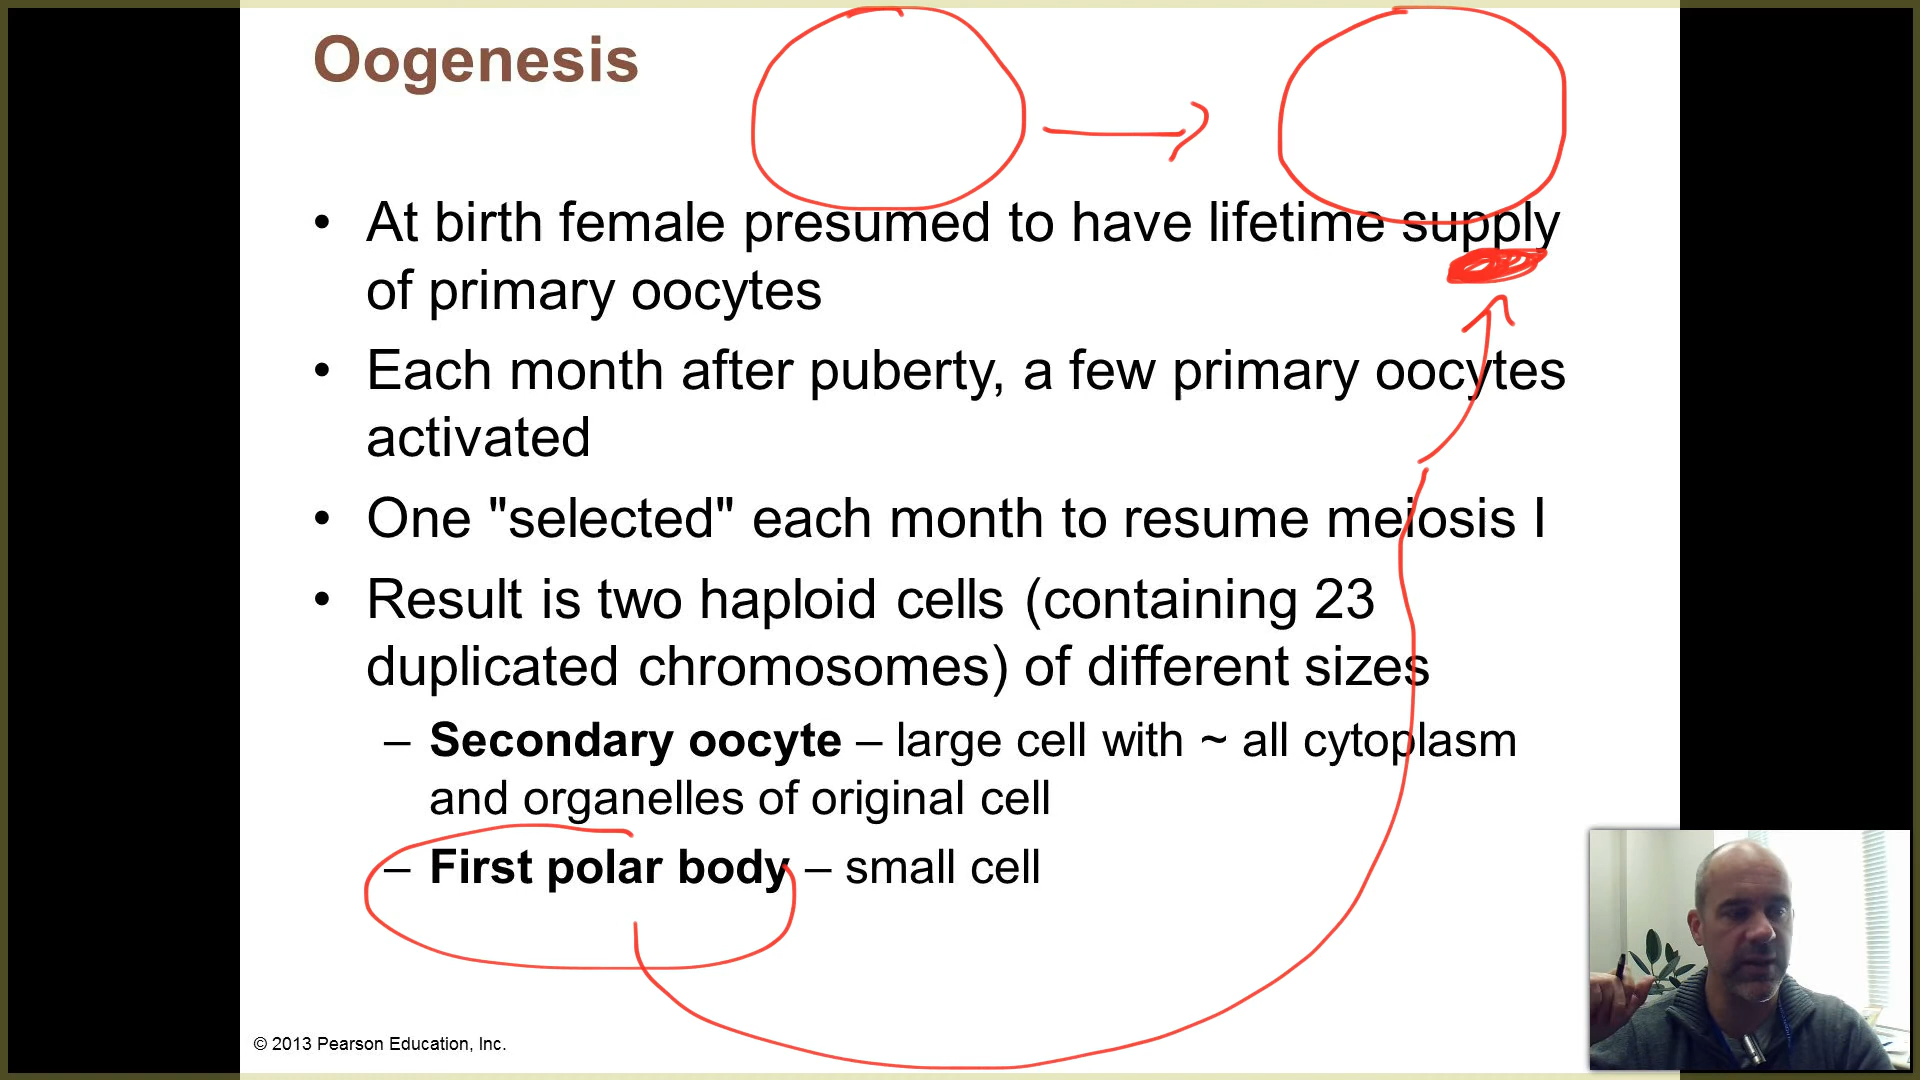 Oogenesis
• At birth female presumed to have lifetime supply
of primary oocytes
• Each month after puberty, a few primary oocytes
activated
• One "selected" each month to resume meiosis I
• Result is two haploid cells (containing 23
duplicated chromosomes) of different sizes
– Secondary oocyte – large cell with ~ all cytoplasm
and organelles of original cell
– First polar body – small cell
© 2013 Pearson Education, Inc.